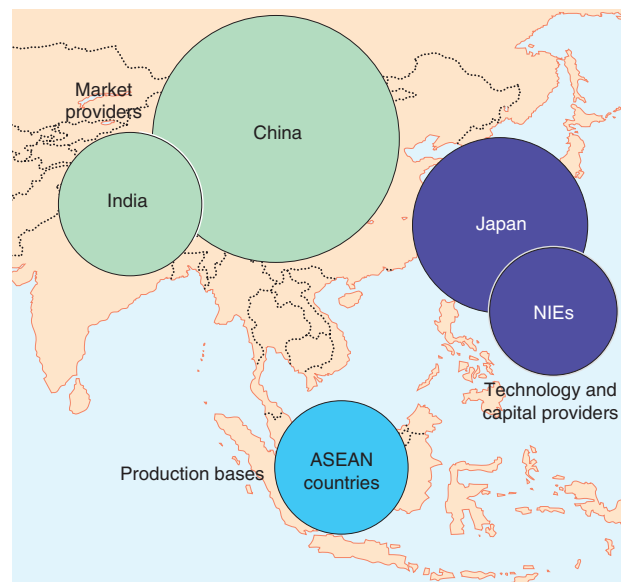 Market
providers
China
India
Japan
NIEs
Technology and
capital providers
ASEAN
countries
Production bases